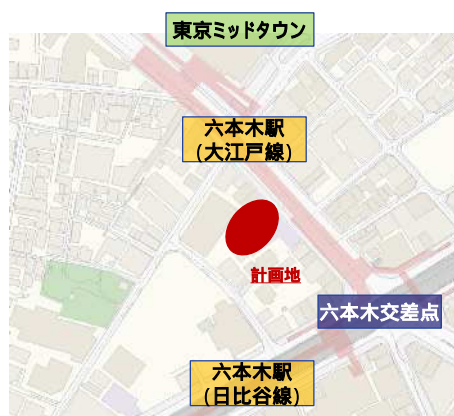 東京ミッドタウン
六本木駅
(大江戸線)
計画地
六本木交差点
六本木駅
(日比谷線)